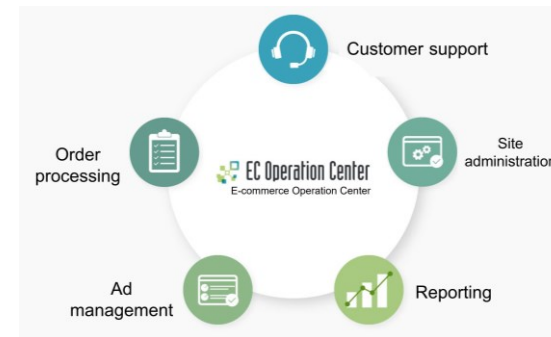 Customer support
Site
administration
Reporting
Ad
management
Order
processing
EC Operation Center
E-commerce Operation Center